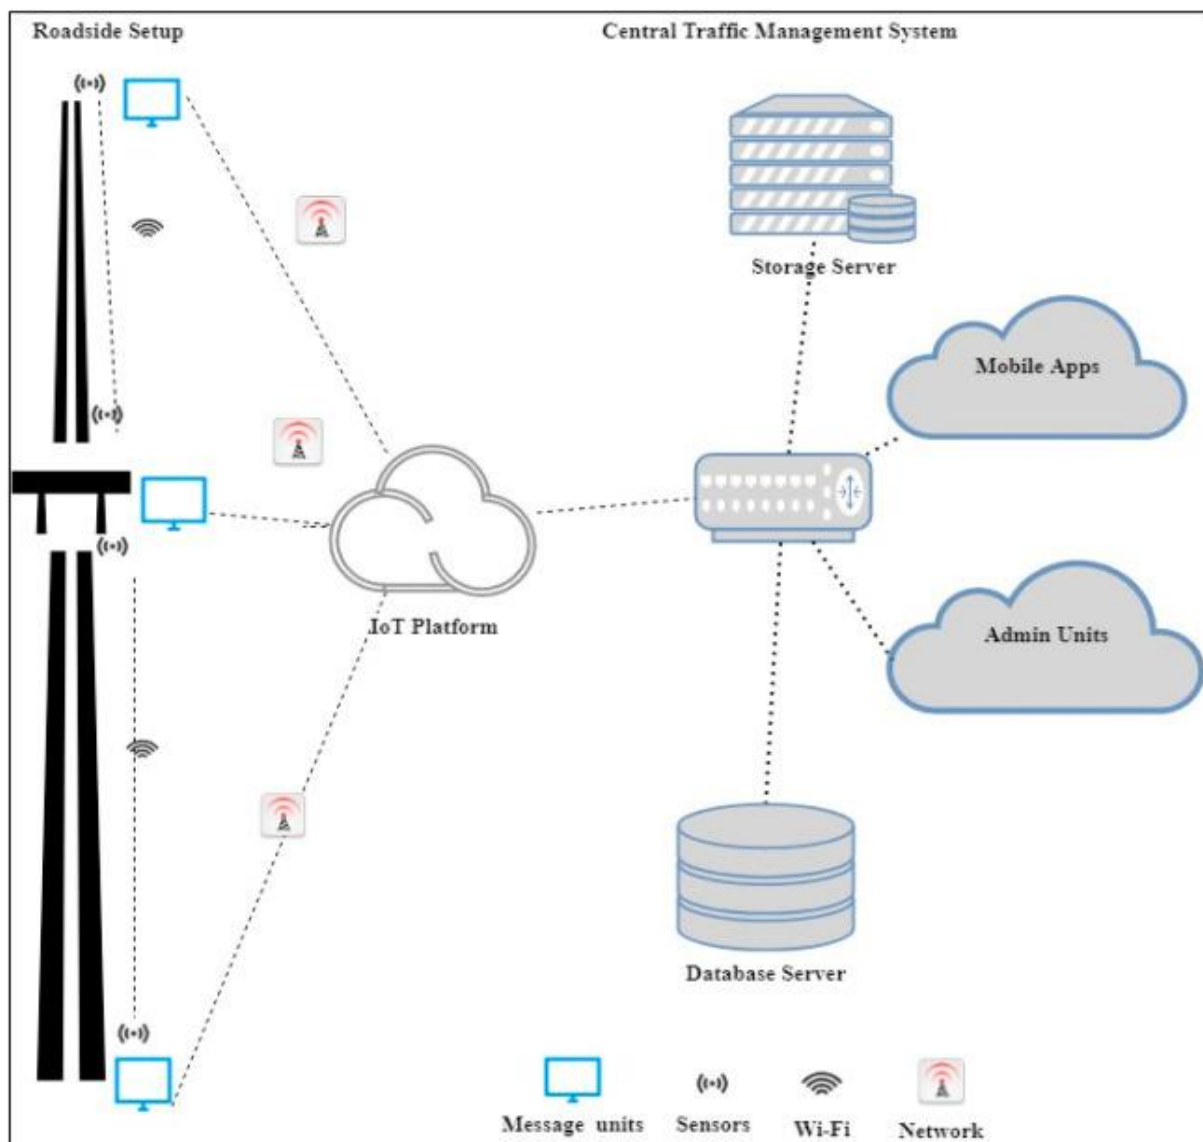 Roadside Setup
Central Traffic Management System
Storage Server
Mobile Apps
IoT Platform
Admin Units
Database Server
Message units
Sensors
Wi-Fi
Network